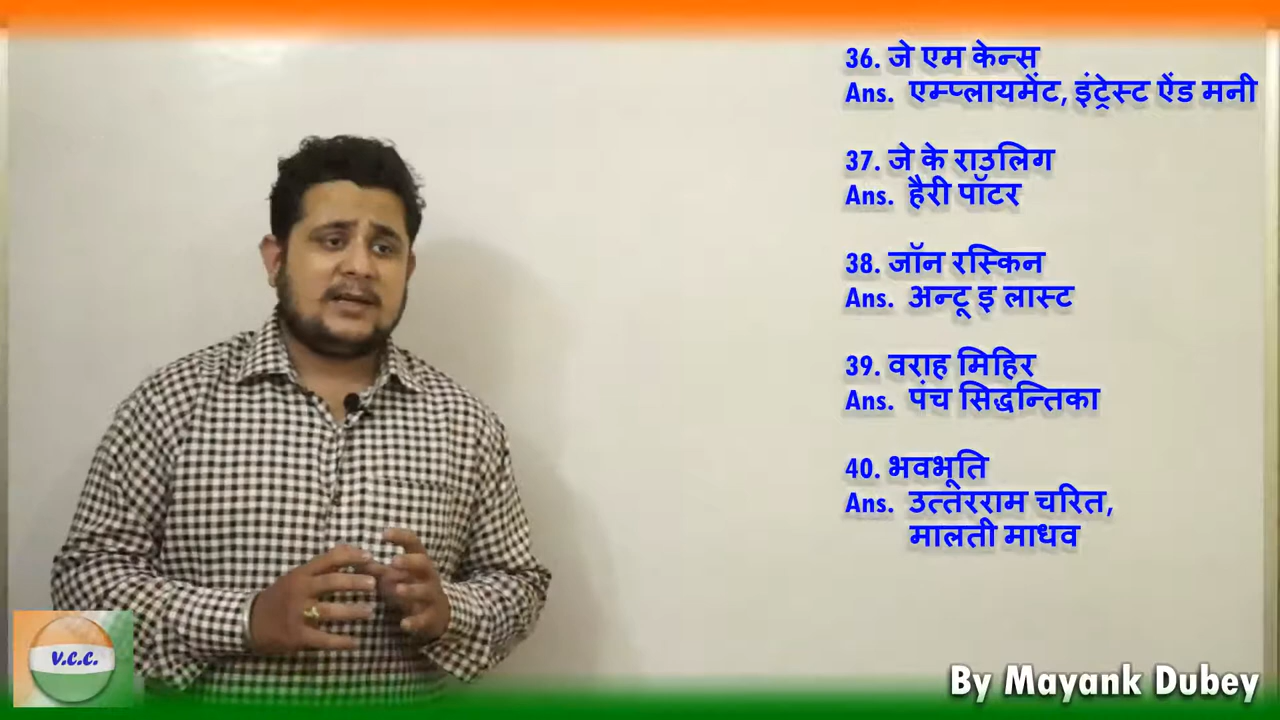 36. जे एम केन्स
Ans. एम्प्लायमेंट, इंट्रेस्ट ऐंड मनी
37. जे के राउलिग
Ans. हैरी पॉटर
38. जॉन रस्किन
Ans. अन्टू इ लास्ट
39. वराह मिहिर
Ans. पंच सिद्धन्तिका
40. भवभूति
Ans. उत्तरराम चरित,
मालती माधव
V.C.C.
By Mayank Dubey